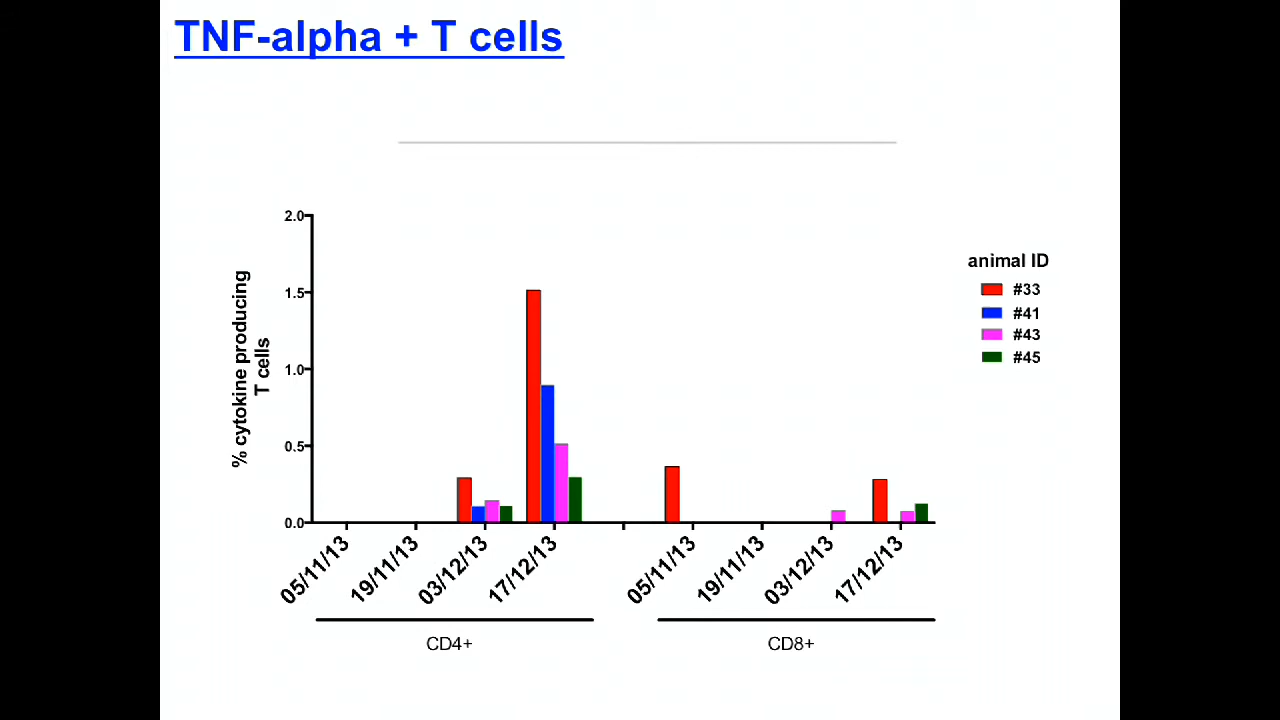 TNF-alpha + T cells
2.0
1.5
1.0
0.5
0.0
% cytokine producing
T cells
animal ID
#33
#41
#43
#45
05/11/13
19/11/13
03/12/13
17/12/13
05/11/13
19/11/13
03/12/13
17/12/13
CD4+
CD8+